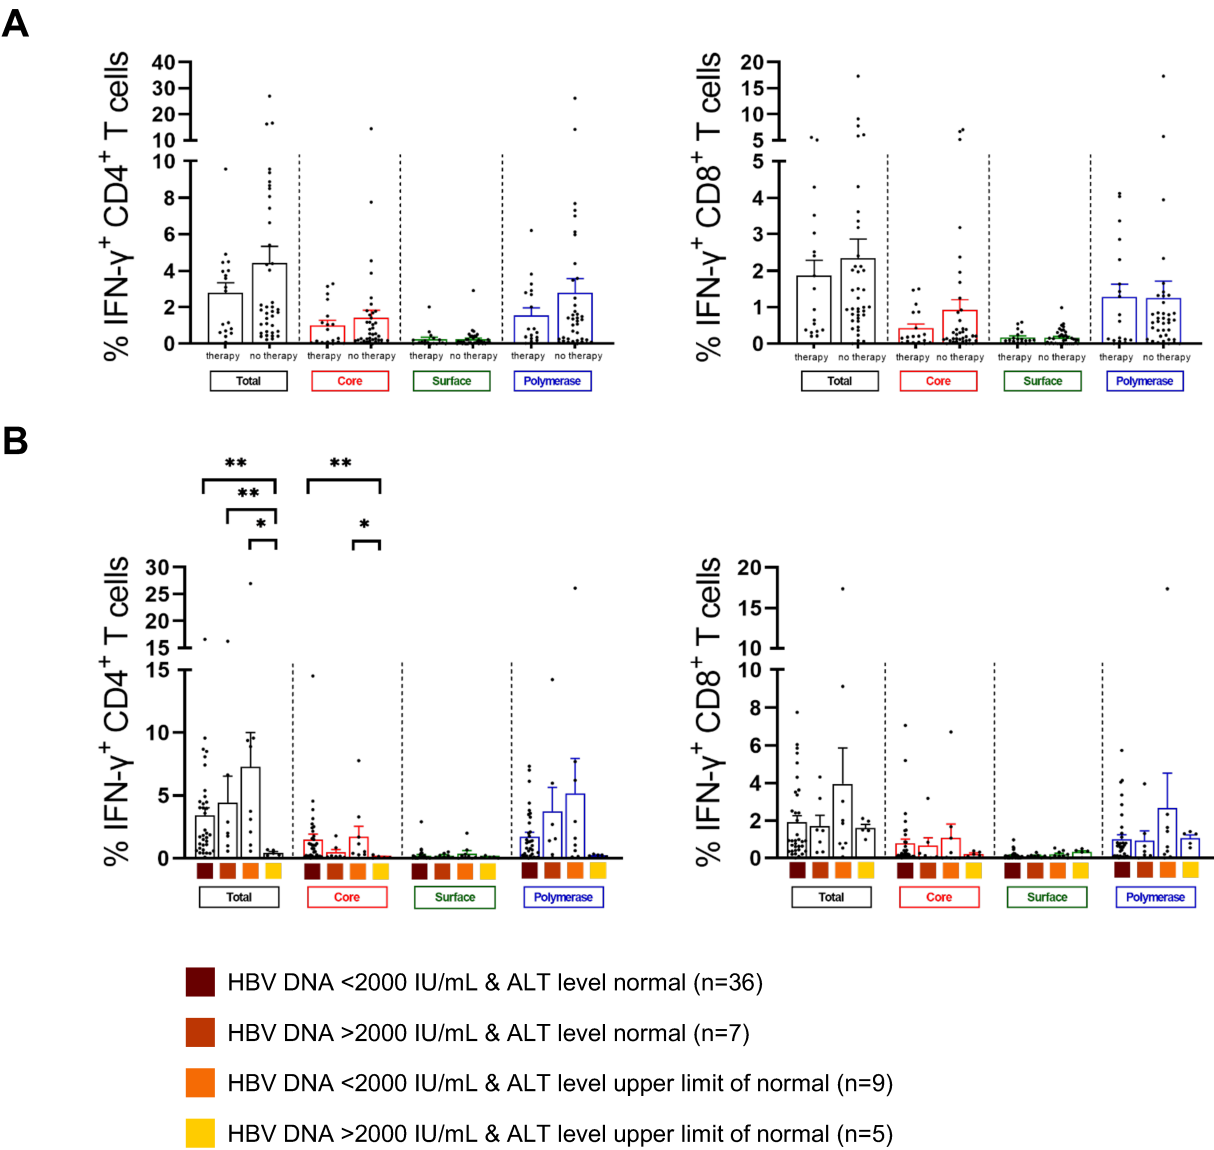 A
% IFN-γ+ CD4+ T cells
40
30
20
10
10
8
6
4
2
0
therapy no therapy therapy no therapy therapy no therapy therapy no therapy
Total Core Surface Polymerase
% IFN-γ+ CD8+ T cells
20
15
10
5
5
4
3
2
1
0
therapy no therapy therapy no therapy therapy no therapy therapy no therapy
Total Core Surface Polymerase
B
** **
**
* *
% IFN-γ+ CD4+ T cells
30
25
20
15
15
10
5
0
Total Core Surface Polymerase
% IFN-γ+ CD8+ T cells
20
15
10
10
8
6
4
2
0
Total Core Surface Polymerase
HBV DNA <2000 IU/mL & ALT level normal (n=36)
HBV DNA >2000 IU/mL & ALT level normal (n=7)
HBV DNA <2000 IU/mL & ALT level upper limit of normal (n=9)
HBV DNA >2000 IU/mL & ALT level upper limit of normal (n=5)